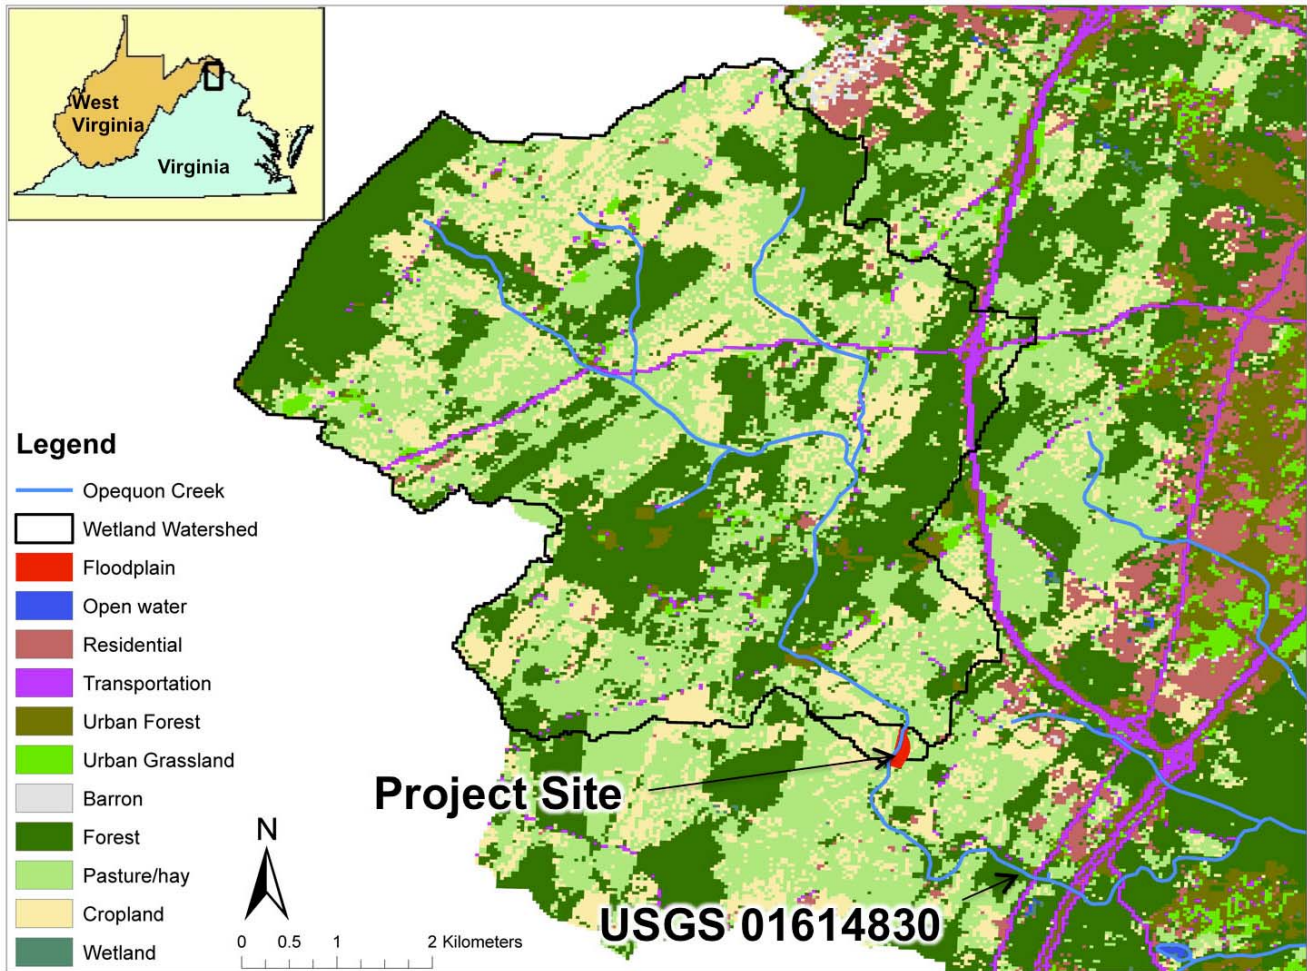 West
Virginia
Virginia
Legend
Opequon Creek
Wetland Watershed
Floodplain
Open water
Residential
Transportation
Urban Forest
Urban Grassland
Barron
Forest
Pasture/hay
Cropland
Wetland
N
0 0.5 1 2 Kilometers
Project Site
USGS 01614830